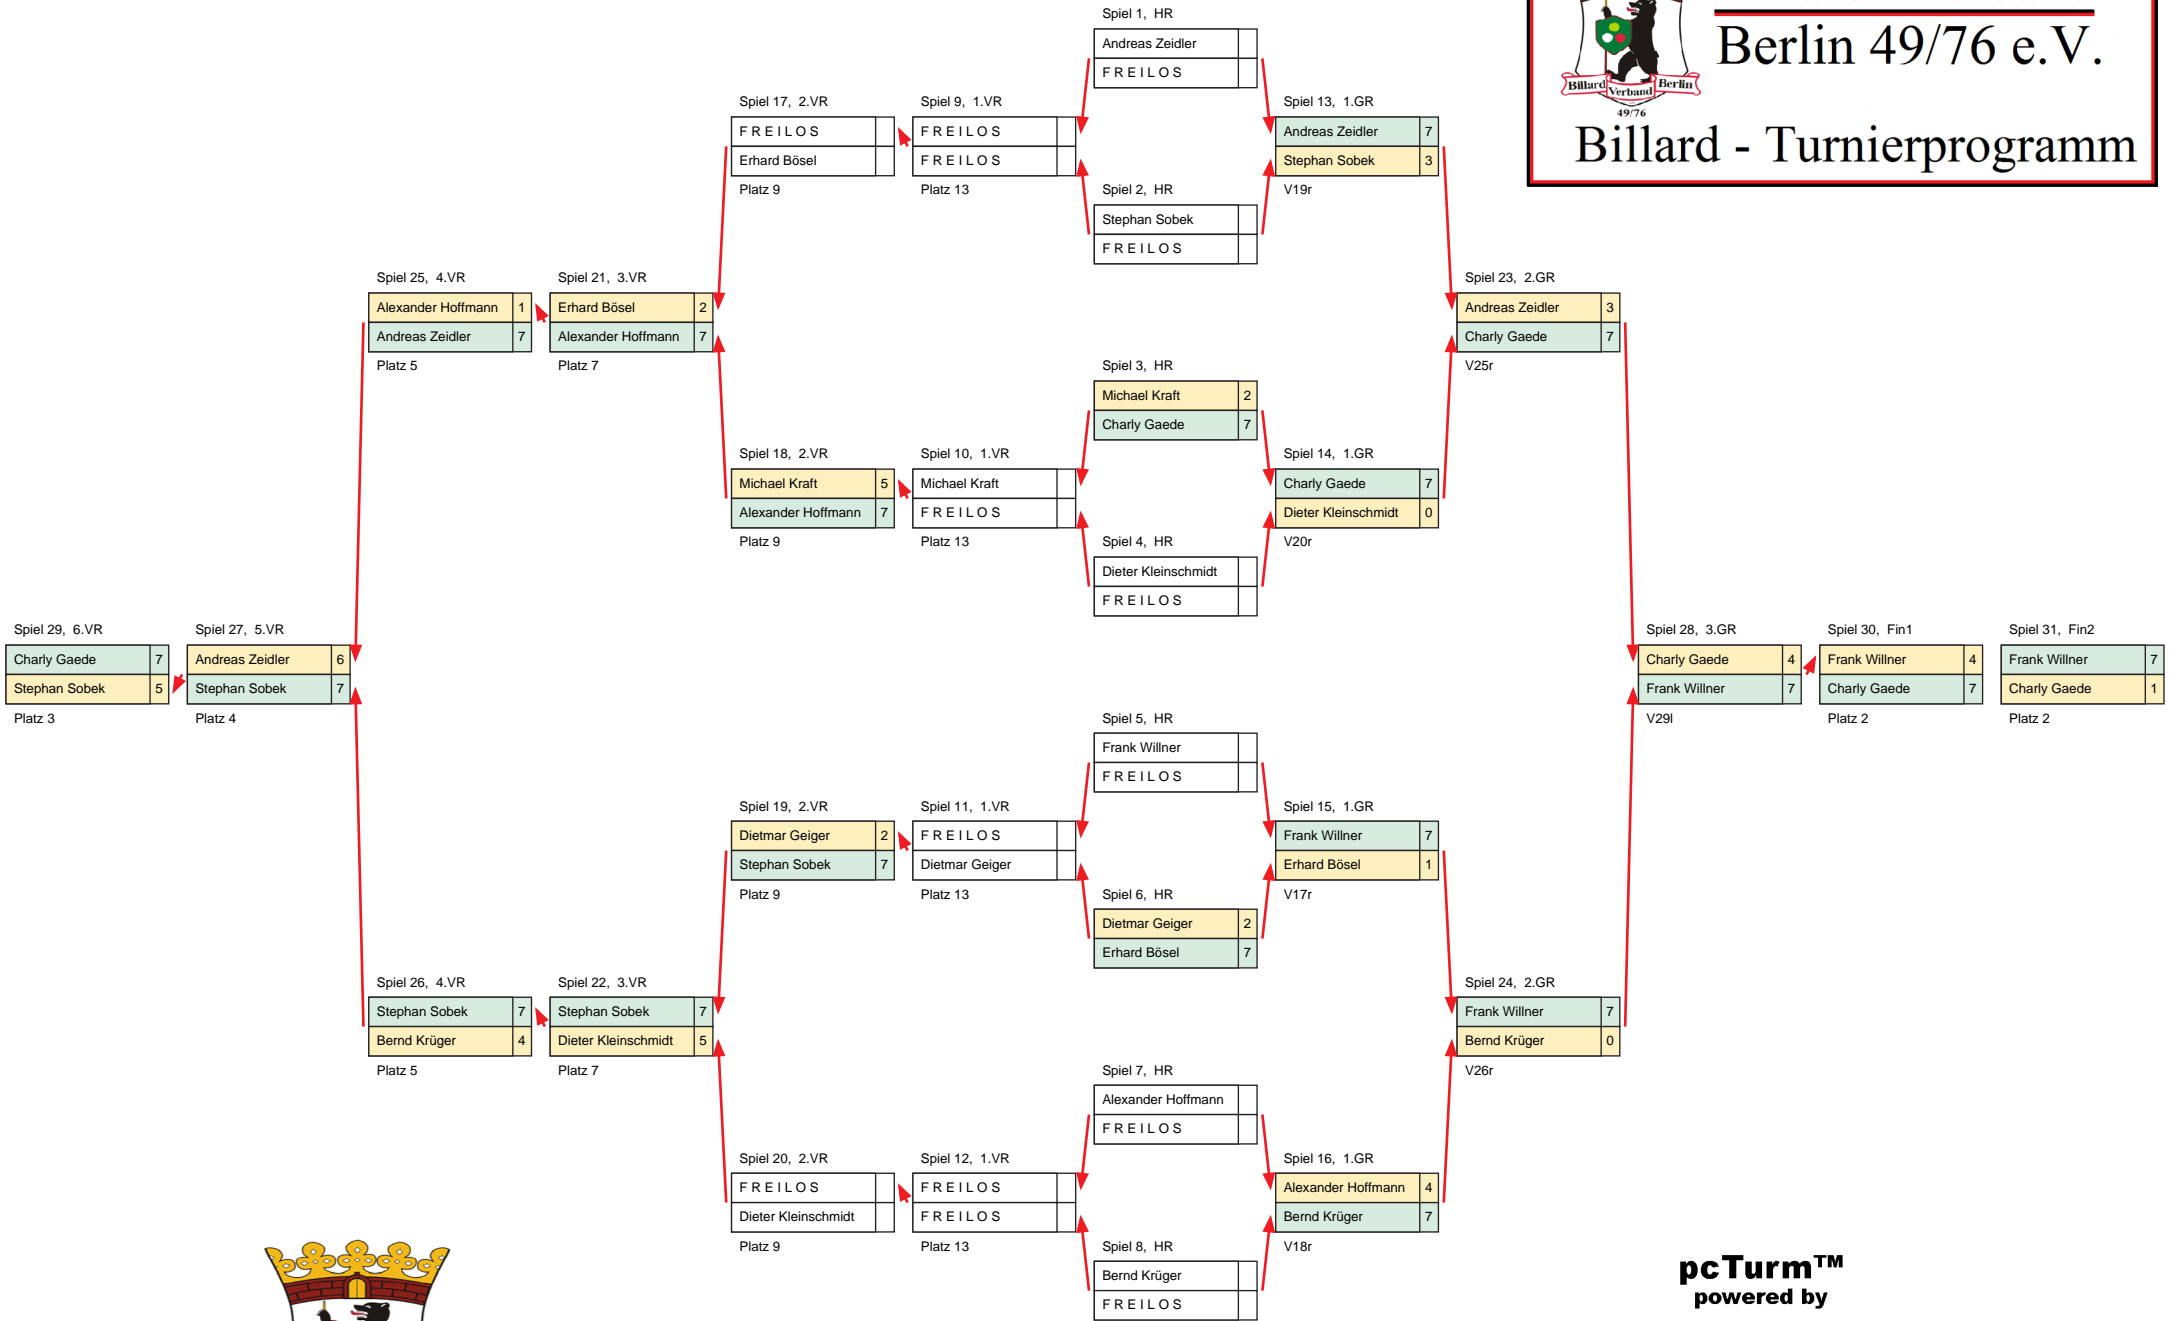 Spiel 1, HR
Andreas Zeidler
F R E I L O S
Berlin 49/76 e.V.
Billard Verband Berlin
49/76
Billard - Turnierprogramm
Spiel 17, 2.VR
F R E I L O S
Erhard Bösel
Platz 9
Spiel 9, 1.VR
F R E I L O S
F R E I L O S
Platz 13
Spiel 13, 1.GR
Andreas Zeidler 7
Stephan Sobek 3
V19r
Spiel 2, HR
Stephan Sobek
F R E I L O S
Spiel 25, 4.VR
Alexander Hoffmann 1
Andreas Zeidler 7
Platz 5
Spiel 21, 3.VR
Erhard Bösel 2
Alexander Hoffmann 7
Platz 7
Spiel 23, 2.GR
Andreas Zeidler 3
Charly Gaede 7
V25r
Spiel 3, HR
Michael Kraft 2
Charly Gaede 7
Spiel 18, 2.VR
Michael Kraft 5
Alexander Hoffmann 7
Platz 9
Spiel 10, 1.VR
Michael Kraft
F R E I L O S
Platz 13
Spiel 14, 1.GR
Charly Gaede 7
Dieter Kleinschmidt 0
V20r
Spiel 4, HR
Dieter Kleinschmidt
F R E I L O S
Spiel 29, 6.VR
Charly Gaede 7
Stephan Sobek 5
Platz 3
Spiel 27, 5.VR
Andreas Zeidler 6
Stephan Sobek 7
Platz 4
Spiel 28, 3.GR
Charly Gaede 4
Frank Willner 7
V29l
Spiel 30, Fin1
Frank Willner 4
Charly Gaede 7
Platz 2
Spiel 31, Fin2
Frank Willner 7
Charly Gaede 1
Platz 2
Spiel 5, HR
Frank Willner
F R E I L O S
Spiel 19, 2.VR
Dietmar Geiger 2
Stephan Sobek 7
Platz 9
Spiel 11, 1.VR
F R E I L O S
Dietmar Geiger
Platz 13
Spiel 15, 1.GR
Frank Willner 7
Erhard Bösel 1
V17r
Spiel 6, HR
Dietmar Geiger 2
Erhard Bösel 7
Spiel 26, 4.VR
Stephan Sobek 7
Bernd Krüger 4
Platz 5
Spiel 22, 3.VR
Stephan Sobek 7
Dieter Kleinschmidt 5
Platz 7
Spiel 24, 2.GR
Frank Willner 7
Bernd Krüger 0
V26r
Spiel 7, HR
Alexander Hoffmann
F R E I L O S
Spiel 20, 2.VR
F R E I L O S
Dieter Kleinschmidt
Platz 9
Spiel 12, 1.VR
F R E I L O S
F R E I L O S
Platz 13
Spiel 16, 1.GR
Alexander Hoffmann 4
Bernd Krüger 7
V18r
Spiel 8, HR
Bernd Krüger
F R E I L O S
pcTurm™
powered by